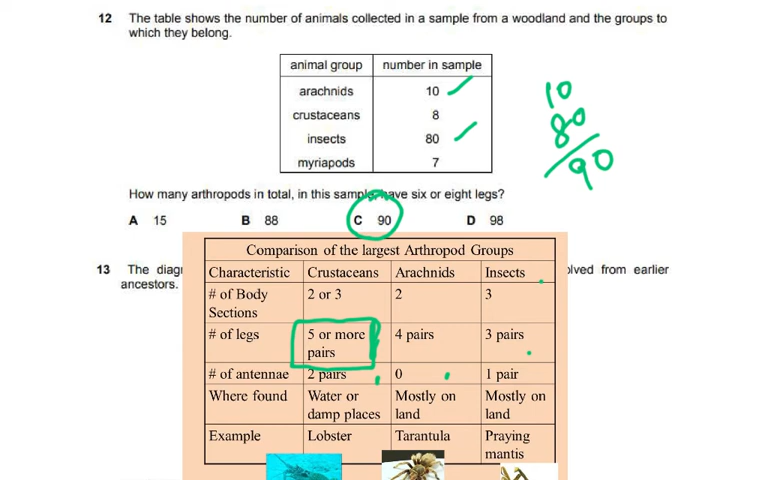 12 The table shows the number of animals collected in a sample from a woodland and the groups to
which they belong.
animal group number in sample
arachnids 10
crustaceans 8
insects 80
myriapods 7
10
80
90
How many arthropods in total, in this sample, have six or eight legs?
A 15 B 88 C 90 D 98
13 The diag
olved from earlier
ancestors.
Comparison of the largest Arthropod Groups
Characteristic Crustaceans Arachnids Insects
# of Body
Sections
2 or 3 2 3
# of legs 5 or more
pairs
4 pairs 3 pairs
# of antennae 2 pairs 0 1 pair
Where found Water or
damp places
Mostly on
land
Mostly on
land
Example Lobster Tarantula Praying
mantis